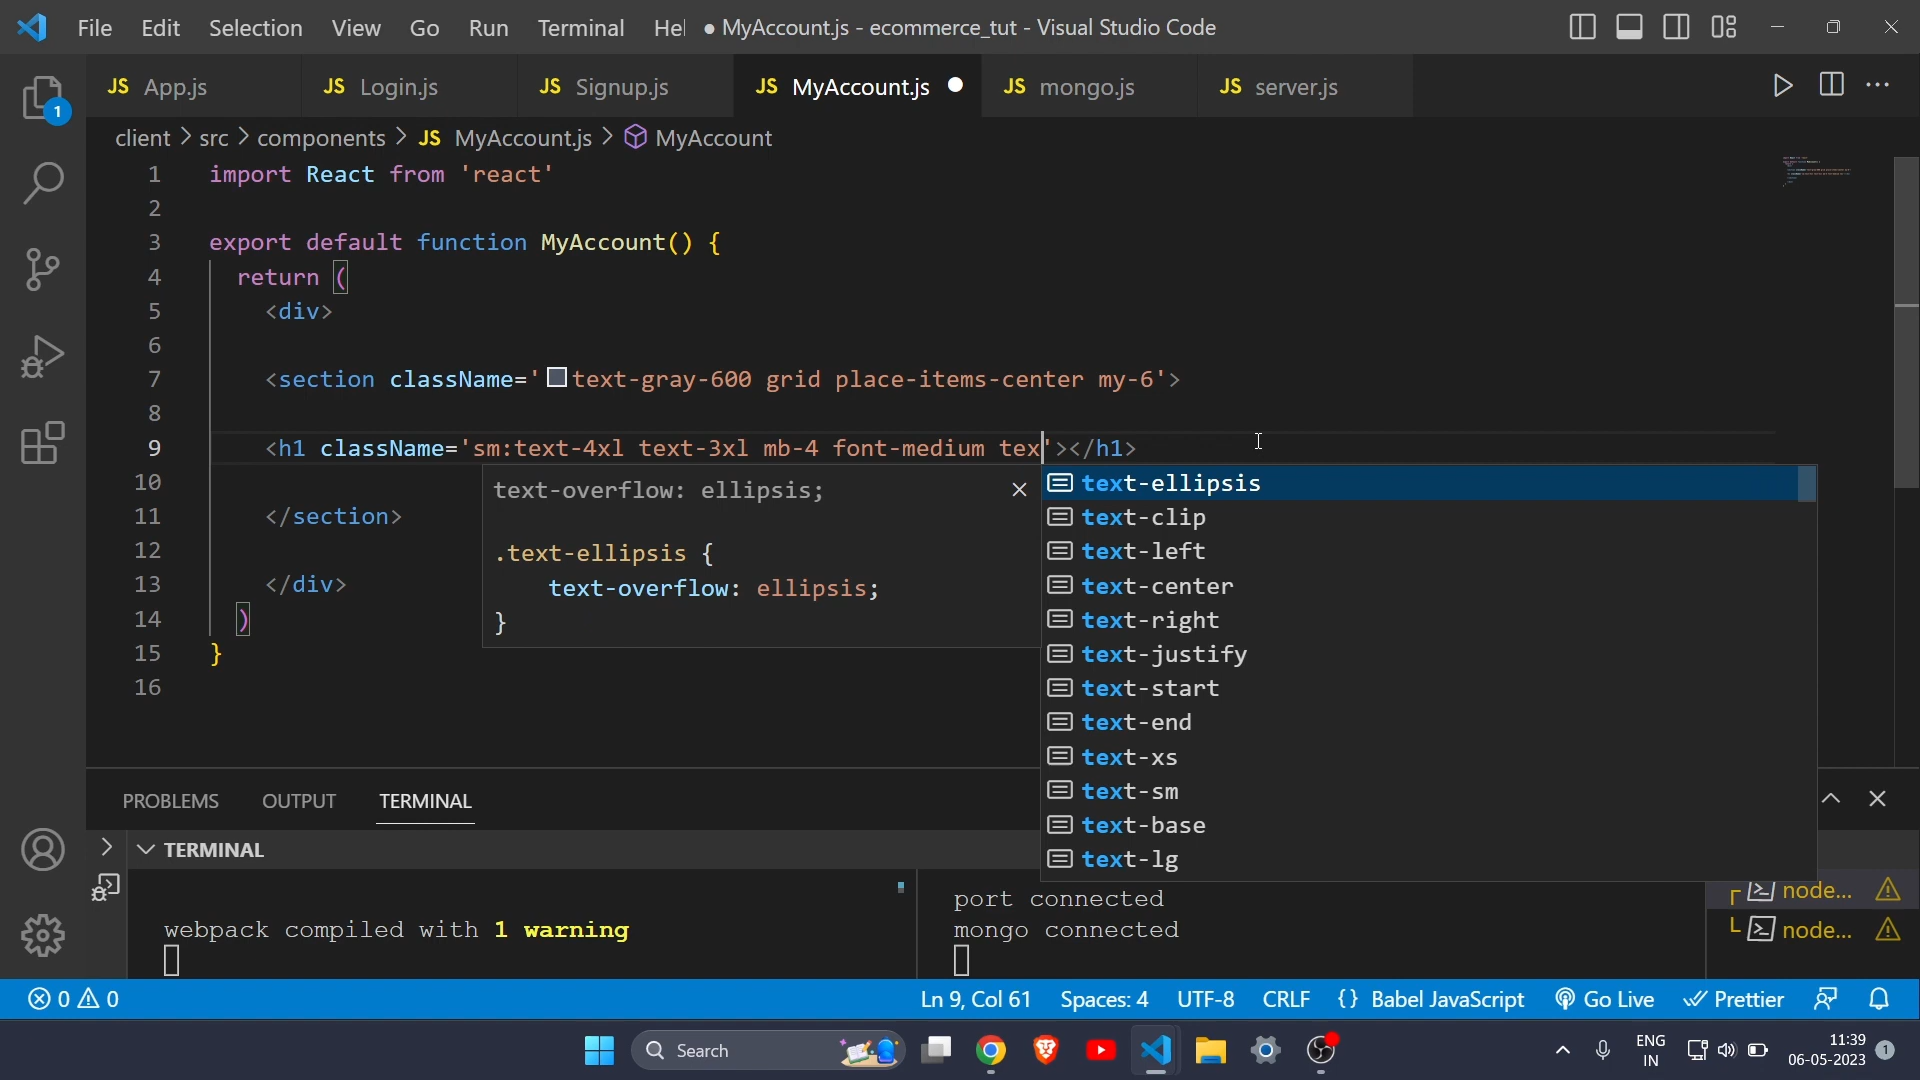 File Edit Selection View Go Run Terminal Hel ● MyAccount.js - ecommerce_tut - Visual Studio Code
JS App.js JS Login.js JS Signup.js JS MyAccount.js JS mongo.js JS server.js
1
client > src > components > JS MyAccount.js > MyAccount
1 import React from 'react'
2
3 export default function MyAccount() {
4 return (
5 <div>
6
7 <section className='text-gray-600 grid place-items-center my-6'>
8
9 <h1 className='sm:text-4xl text-3xl mb-4 font-medium tex'></h1>
10
11 </section>
12
13 </div>
14 )
15 }
16
text-overflow: ellipsis;
.text-ellipsis {
text-overflow: ellipsis;
}
text-ellipsis
text-clip
text-left
text-center
text-right
text-justify
text-start
text-end
text-xs
text-sm
text-base
text-lg
PROBLEMS OUTPUT TERMINAL
TERMINAL
webpack compiled with 1 warning
port connected
mongo connected
node...
node...
0 0 Ln 9, Col 61 Spaces: 4 UTF-8 CRLF {} Babel JavaScript Go Live Prettier
Search
ENG
IN
11:39
06-05-2023
1